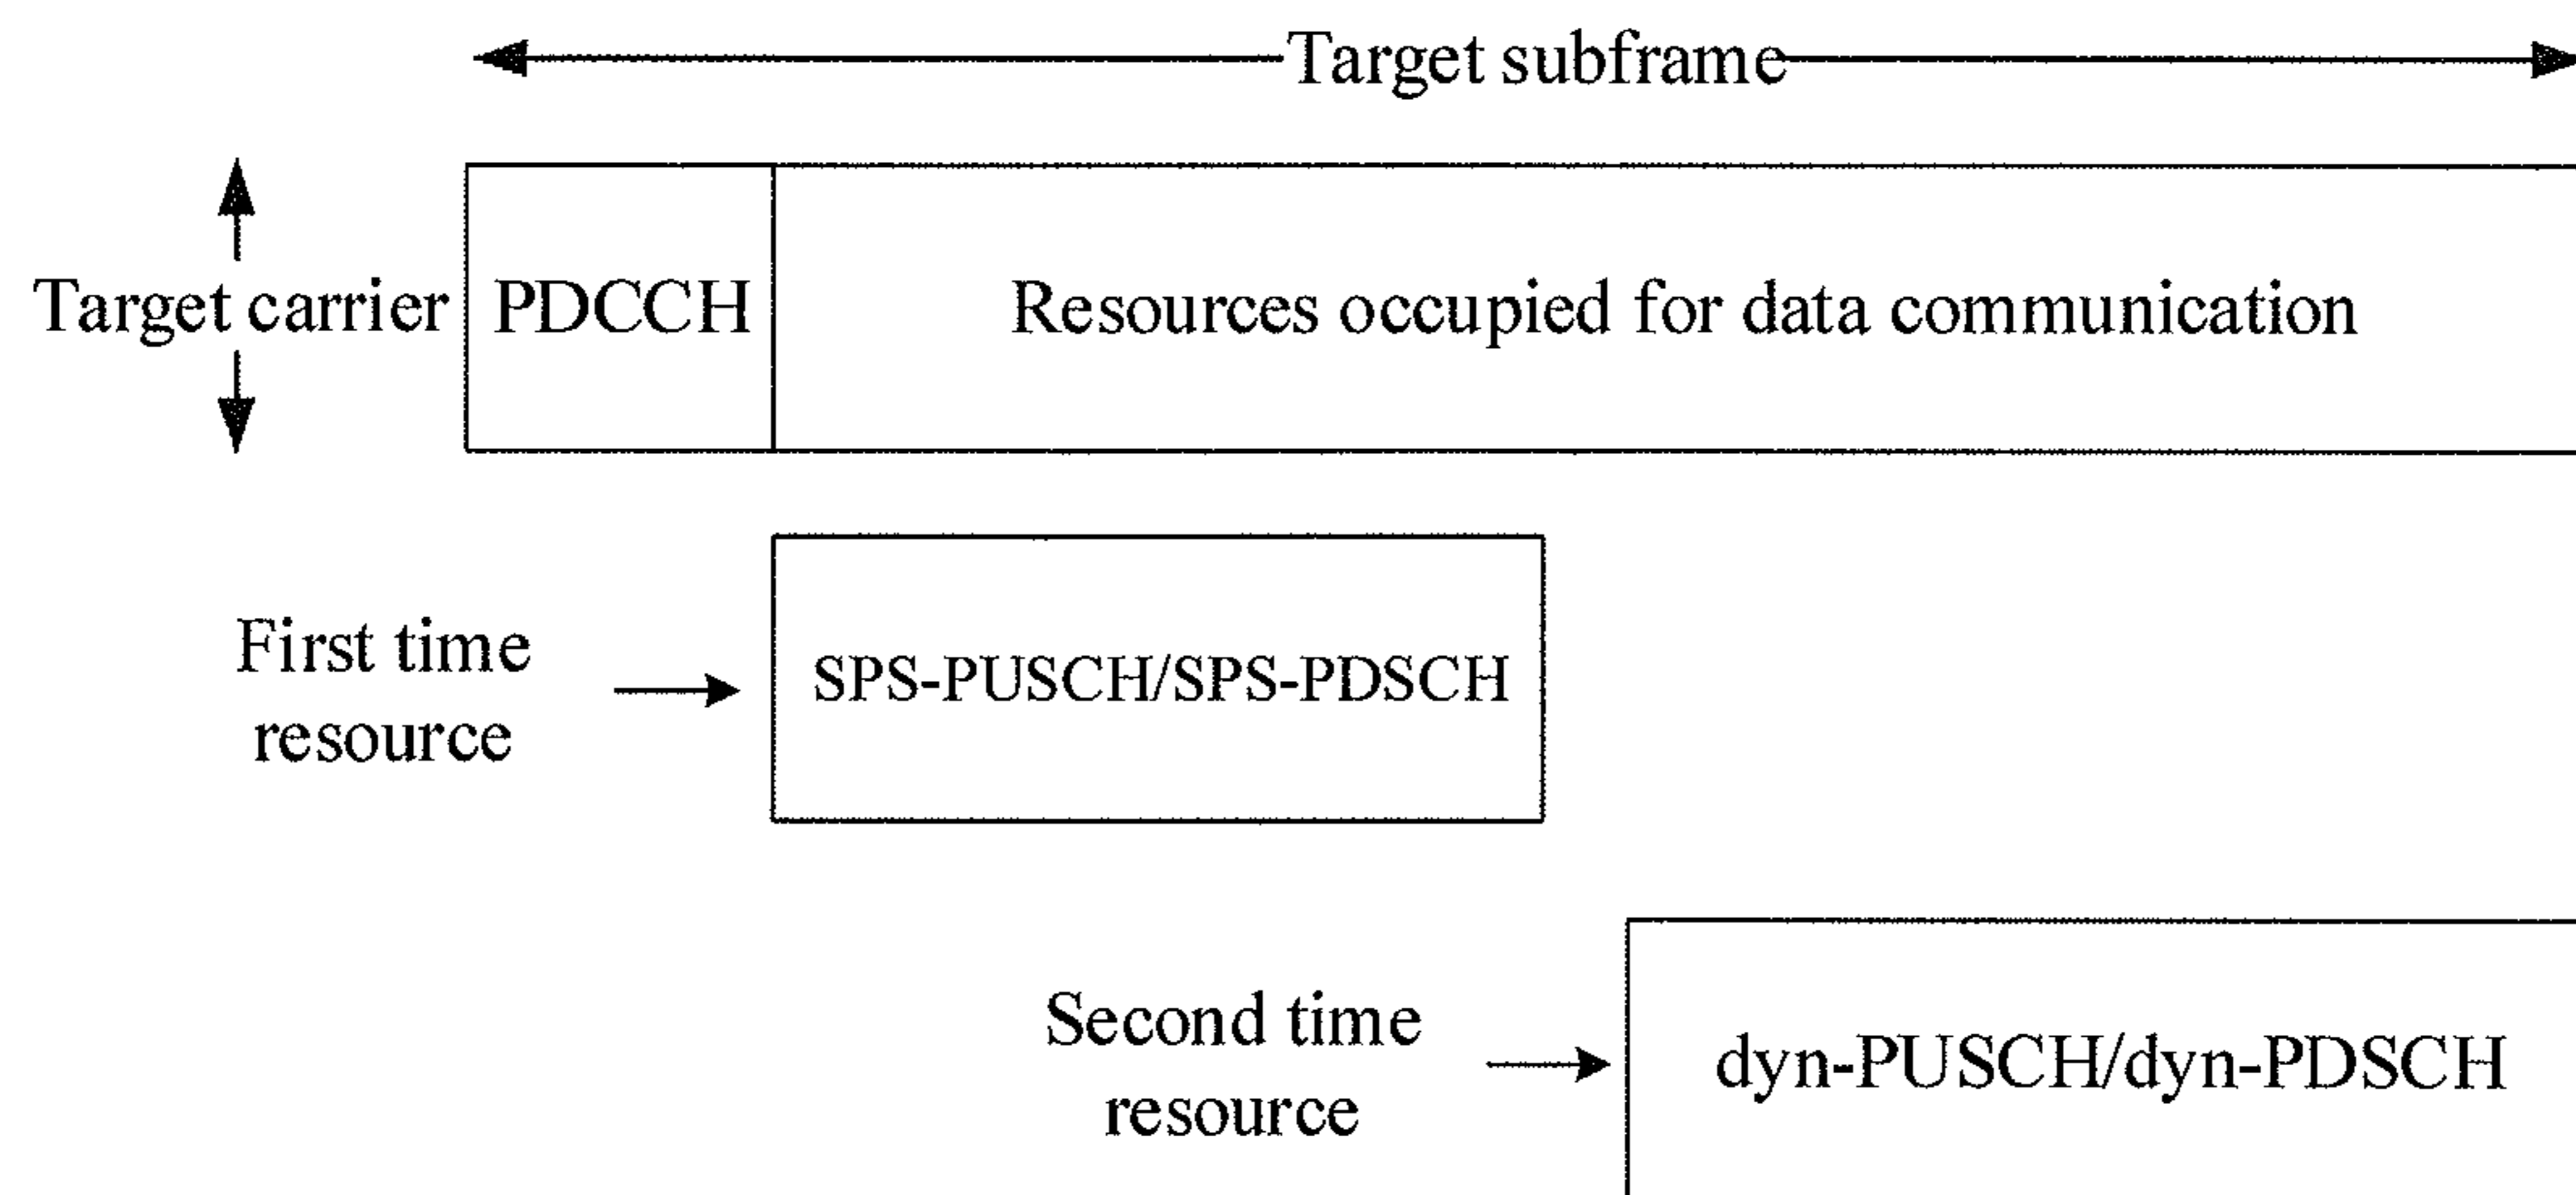 Target subframe
Target carrier
PDCCH
Resources occupied for data communication
First time
resource
SPS-PUSCH/SPS-PDSCH
Second time
resource
dyn-PUSCH/dyn-PDSCH